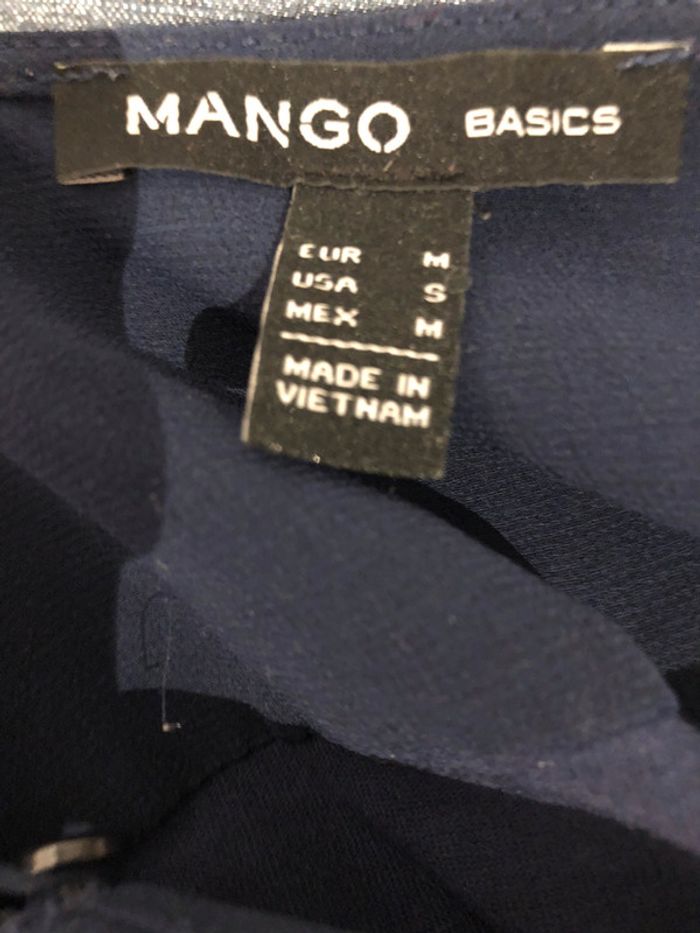 MANGO BASICS
EUR M
USA S
MEX M
MADE IN
VIETNAM